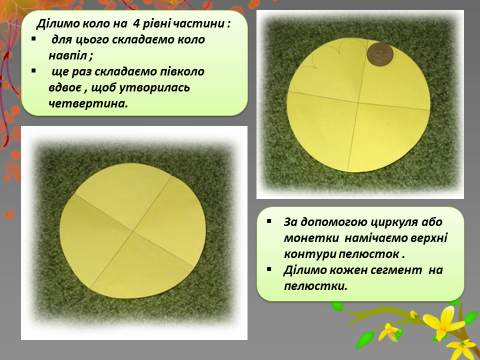 Ділимо коло на 4 рівні частини :
▪ для цього складаємо коло
навпіл ;
▪ ще раз складаємо півколо
вдвоє , щоб утворилась
четвертина.
▪ За допомогою циркуля або
монетки намічаємо верхні
контури пелюсток .
▪ Ділимо кожен сегмент на
пелюстки.